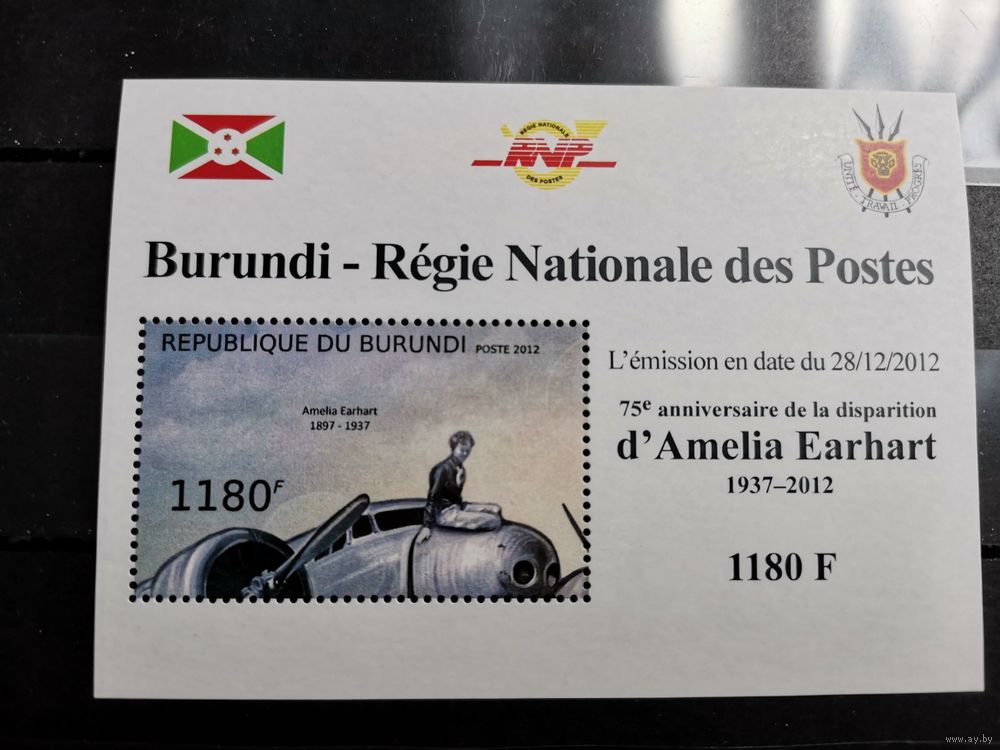 RÉGIE NATIONALE
RNP
DES POSTES
UNITÉ . TRAVAIL . PROGRÈS
Burundi - Régie Nationale des Postes
REPUBLIQUE DU BURUNDI POSTE 2012
Amelia Earhart
1897 - 1937
1180F
L'émission en date du 28/12/2012
75e anniversaire de la disparition
d'Amelia Earhart
1937–2012
1180 F
www.ay.by